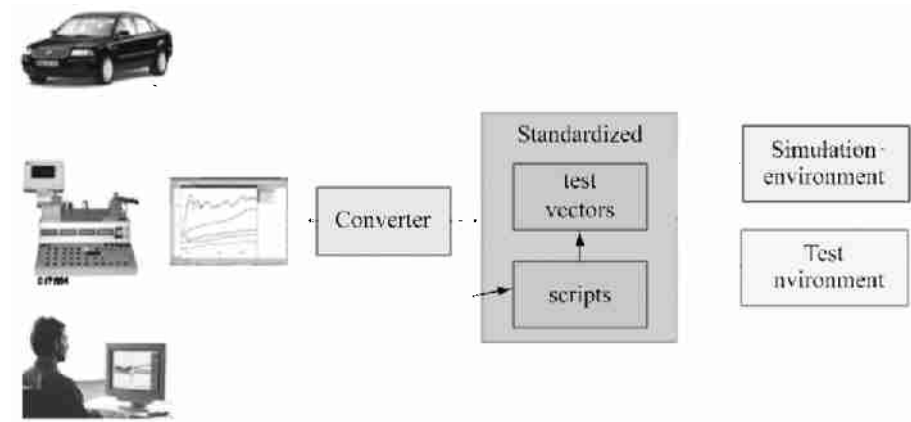 Standardized
Simulation
environment
test
vectors
Converter
Test
nvironment
scripts